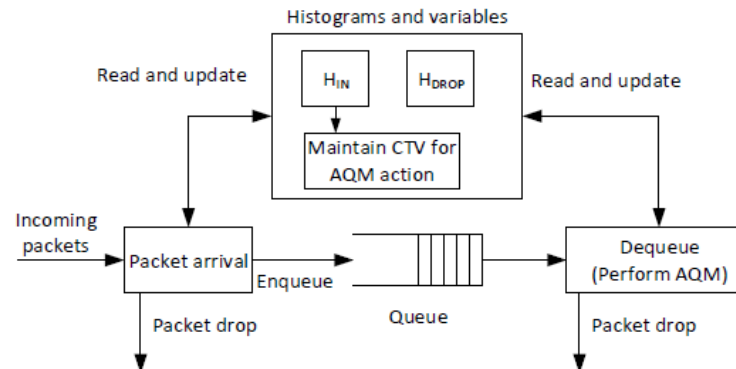 Histograms and variables
Read and update
H_IN
H_DROP
Read and update
Maintain CTV for
AQM action
Incoming
packets
Packet arrival
Enqueue
Queue
Dequeue
(Perform AQM)
Packet drop
Packet drop